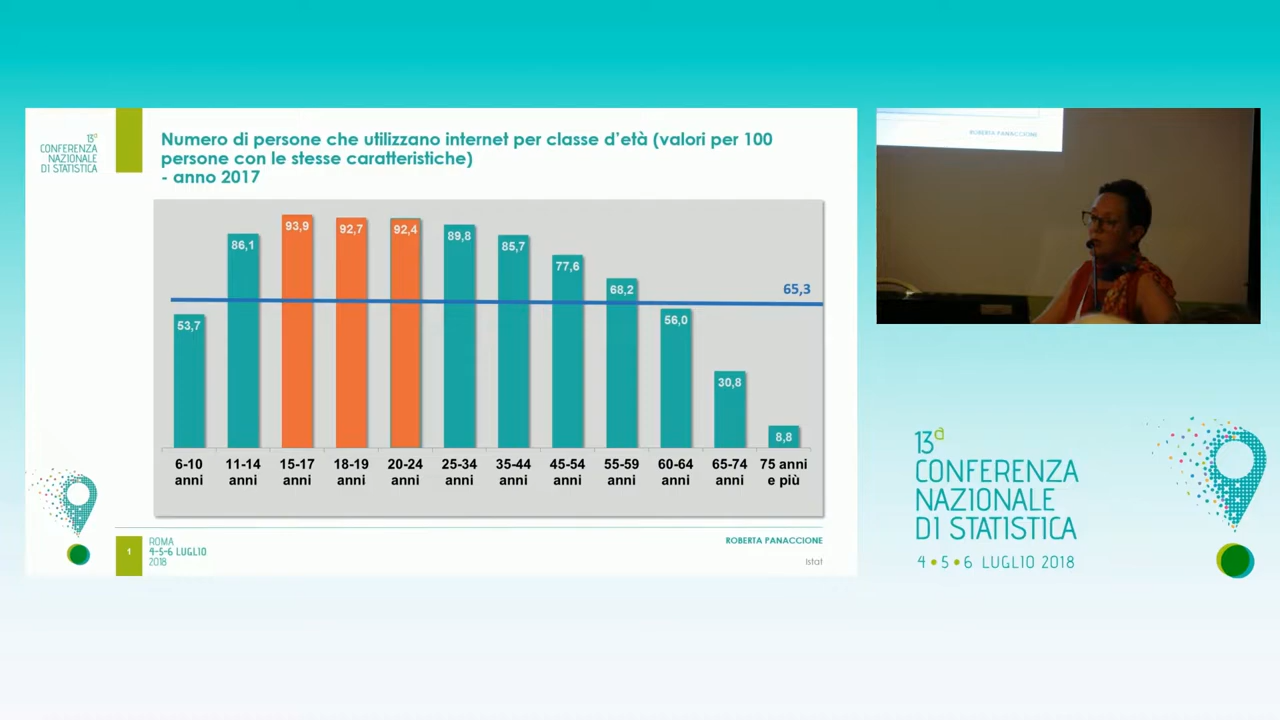 13ª
CONFERENZA
NAZIONALE
DI STATISTICA
Numero di persone che utilizzano internet per classe d'età (valori per 100
persone con le stesse caratteristiche)
- anno 2017
53,7
86,1
93,9
92,7
92,4
89,8
85,7
77,6
68,2
56,0
30,8
8,8
65,3
6-10
anni
11-14
anni
15-17
anni
18-19
anni
20-24
anni
25-34
anni
35-44
anni
45-54
anni
55-59
anni
60-64
anni
65-74
anni
75 anni
e più
1
ROMA
4-5-6 LUGLIO
2018
ROBERTA PANACCIONE
Istat
ROBERTA PANACCIONE
13ª
CONFERENZA
NAZIONALE
DI STATISTICA
4 • 5 • 6 LUGLIO 2018